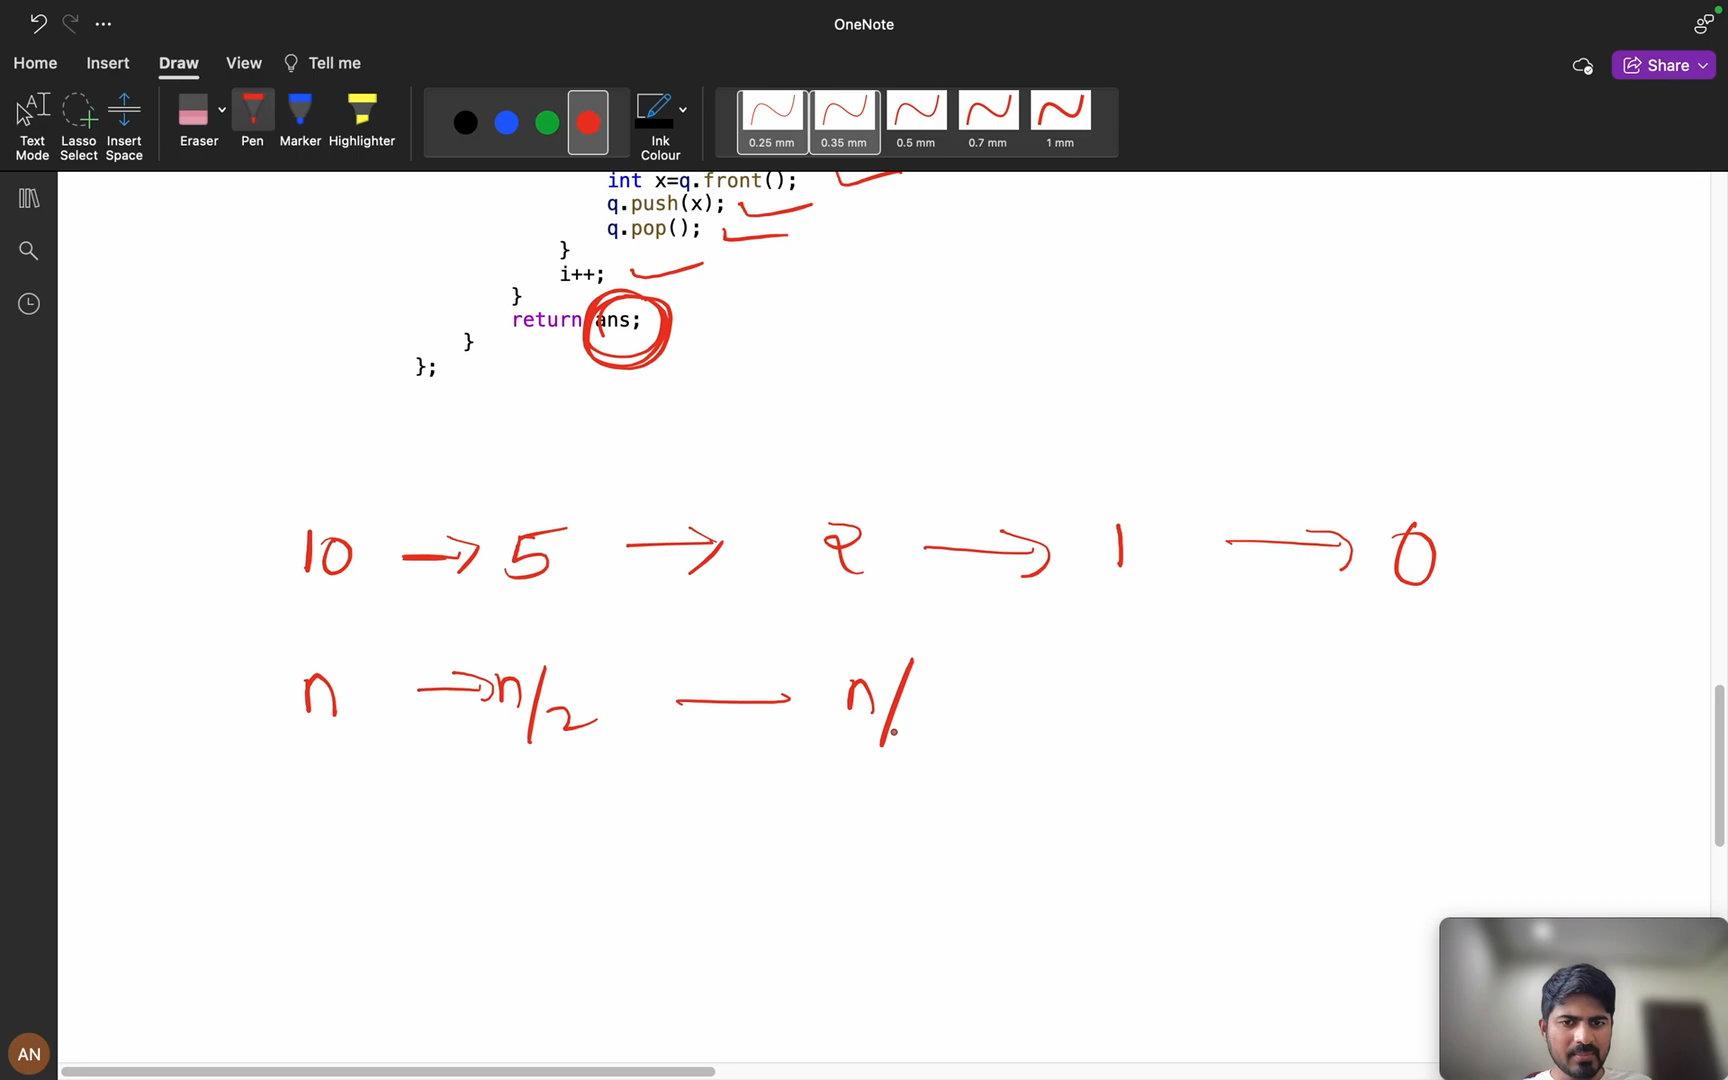 OneNote
Home Insert Draw View Tell me
Share
Text Mode
Lasso Select
Insert Space
Eraser
Pen
Marker
Highlighter
Ink Colour
0.25 mm
0.35 mm
0.5 mm
0.7 mm
1 mm
int x=q.front();
q.push(x);
q.pop();
}
i++;
}
return ans;
}
};
10 → 5 → 2 → 1 → 0
n → n/2 → n/
AN